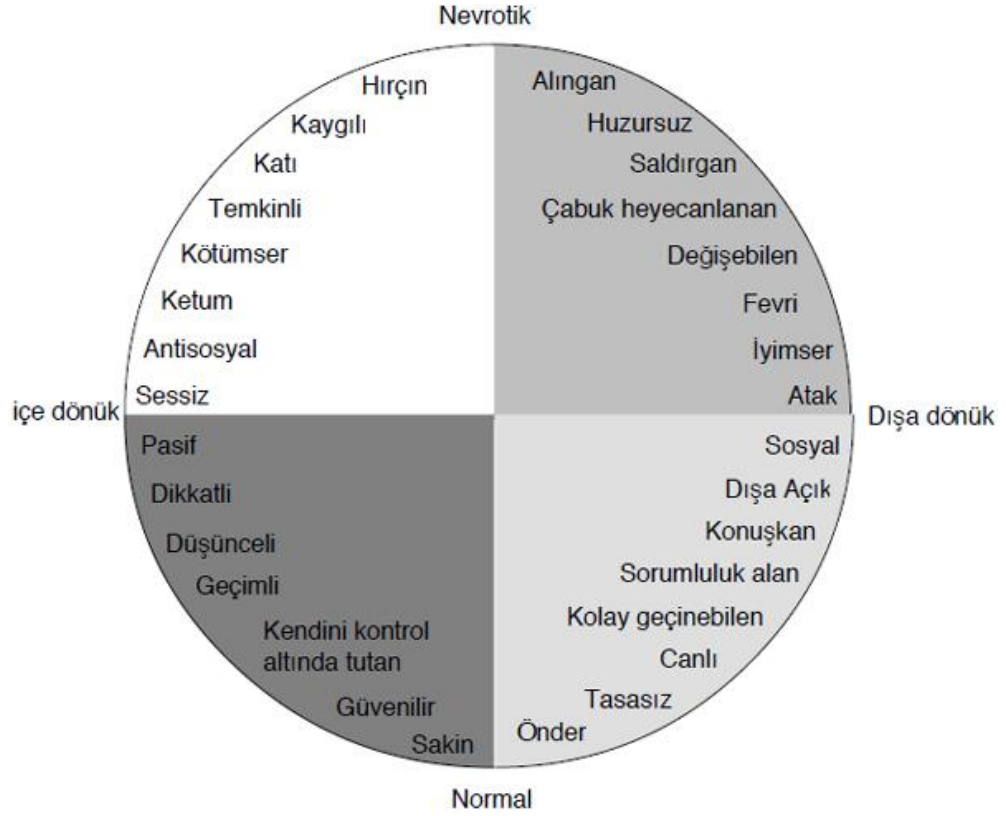 Nevrotik
Hırçın
Kaygılı
Katı
Temkinli
Kötümser
Ketum
Antisosyal
Sessiz
Alıngan
Huzursuz
Saldırgan
Çabuk heyecanlanan
Değişebilen
Fevri
İyimser
Atak
içe dönük
Dışa dönük
Pasif
Dikkatli
Düşünceli
Geçimli
Kendini kontrol
altında tutan
Güvenilir
Sakin
Sosyal
Dışa Açık
Konuşkan
Sorumluluk alan
Kolay geçinebilen
Canlı
Tasasız
Önder
Normal